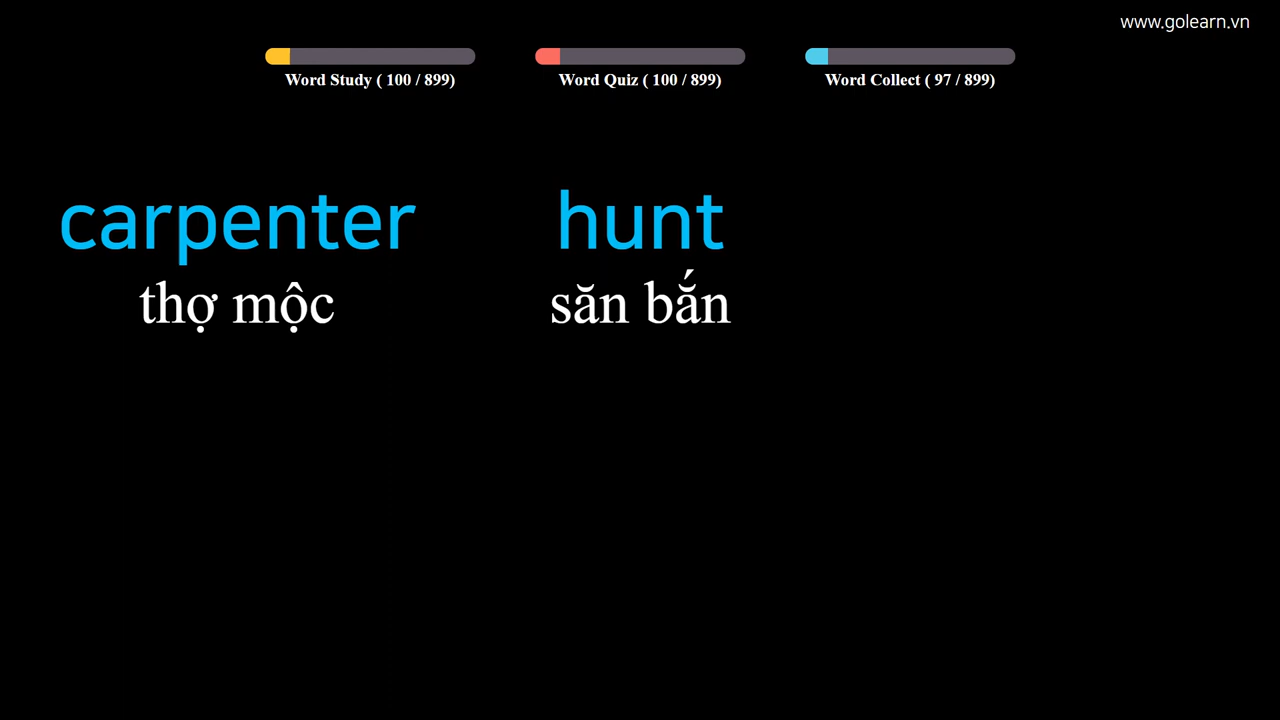 www.golearn.vn
Word Study ( 100 / 899)
Word Quiz ( 100 / 899)
Word Collect ( 97 / 899)
carpenter
thợ mộc
hunt
săn bắn